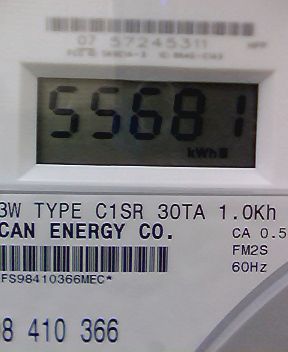 07 57245311
55681
kWh
3W TYPE C1SR 30TA 1.0Kh
CAN ENERGY CO.
CA 0.5
FM2S
60Hz
FS98410366MEC*
98 410 366